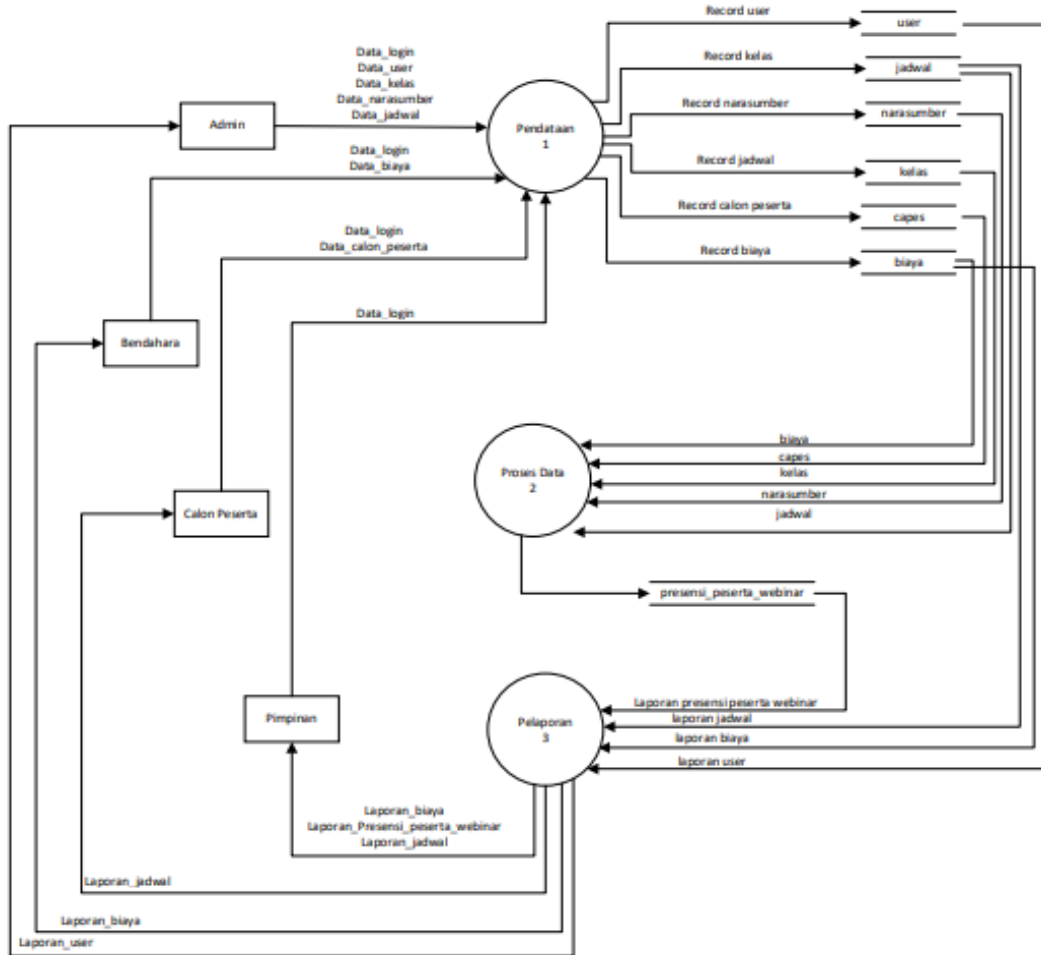 Record user
user
Data_login
Data_user
Data_kelas
Data_narasumber
Data_jadwal
Record kelas
jadwal
Admin
Pendataan
1
Record narasumber
narasumber
Data_login
Data_biaya
Record jadwal
kelas
Record calon peserta
capes
Data_login
Data_calon_peserta
Record biaya
biaya
Data_login
Bendahara
biaya
capes
kelas
narasumber
jadwal
Proses Data
2
Calon Peserta
presensi_peserta_webinar
Pimpinan
Pelaporan
3
Laporan presensi peserta webinar
laporan jadwal
laporan biaya
laporan user
Laporan_biaya
Laporan_Presensi_peserta_webinar
Laporan_jadwal
Laporan_jadwal
Laporan_biaya
Laporan_user